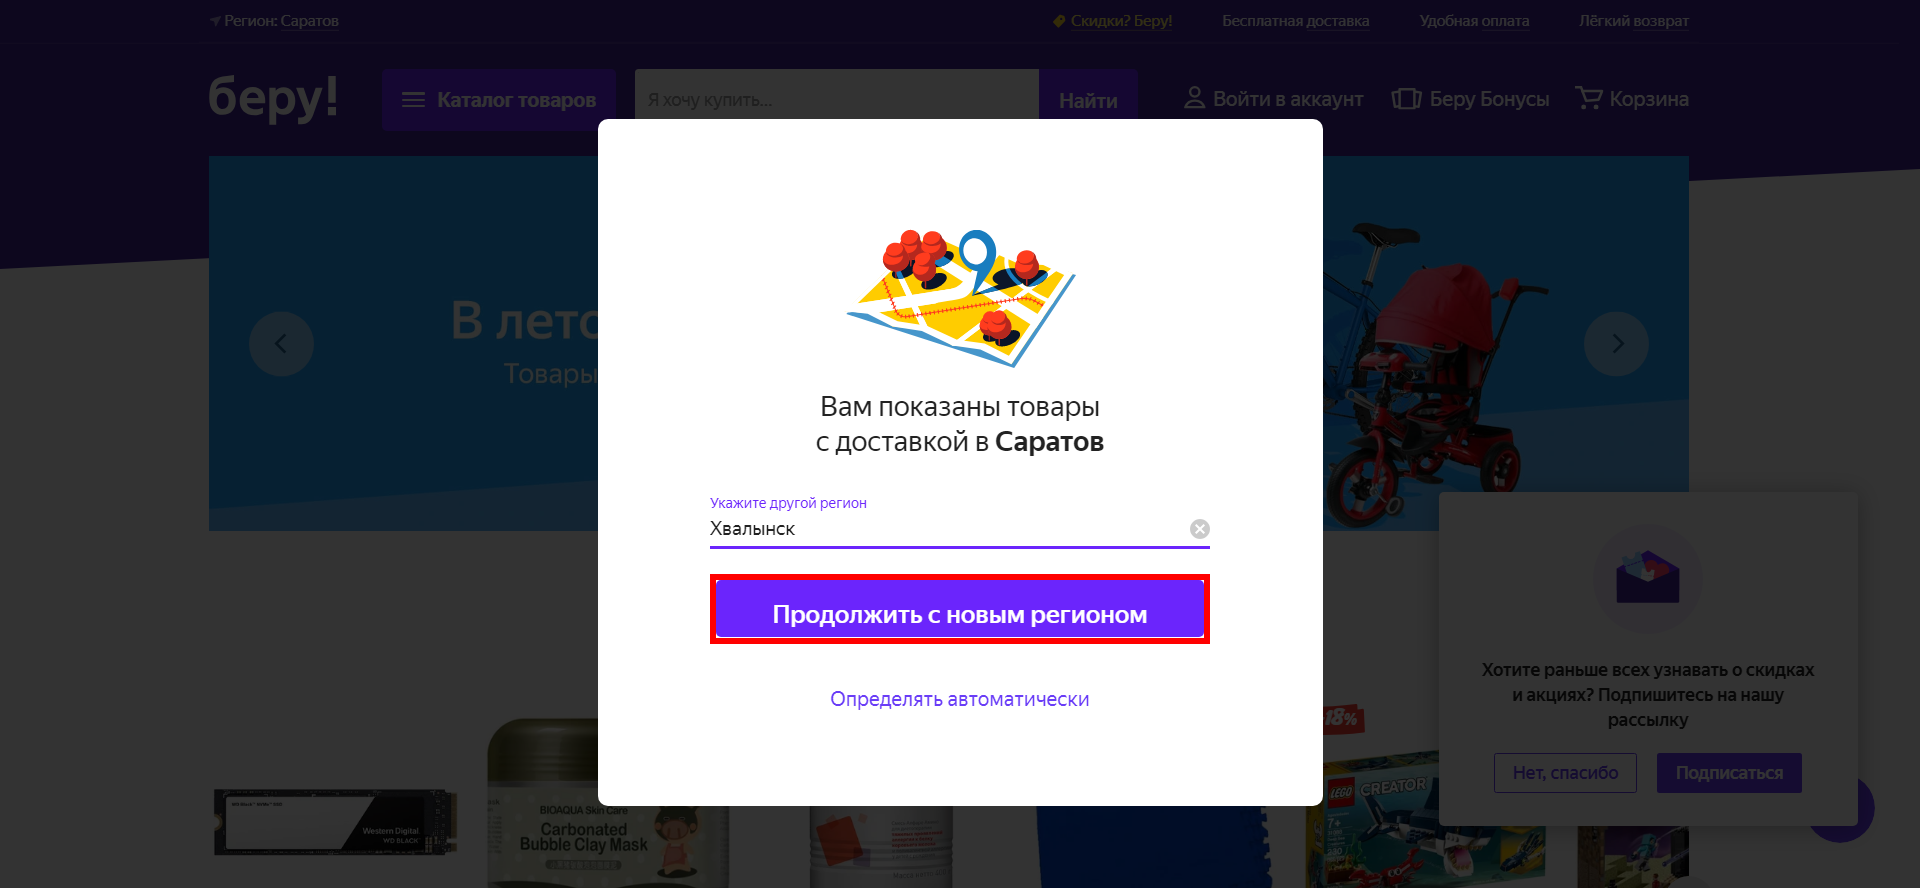 Регион: Саратов
Скидки? Беру!
Бесплатная доставка
Удобная оплата
Лёгкий возврат
беру!
Каталог товаров
Я хочу купить...
Найти
Войти в аккаунт
Беру Бонусы
Корзина
В лето
Товары
Вам показаны товары
с доставкой в Саратов
Укажите другой регион
Хвалынск
Продолжить с новым регионом
Определять автоматически
Хотите раньше всех узнавать о скидках
и акциях? Подпишитесь на нашу
рассылку
Нет, спасибо
Подписаться
18%
Western Digital
WD BLACK
BIOAQUA Skin Care
Carbonated
Bubble Clay Mask
LEGO
CREATOR
7+